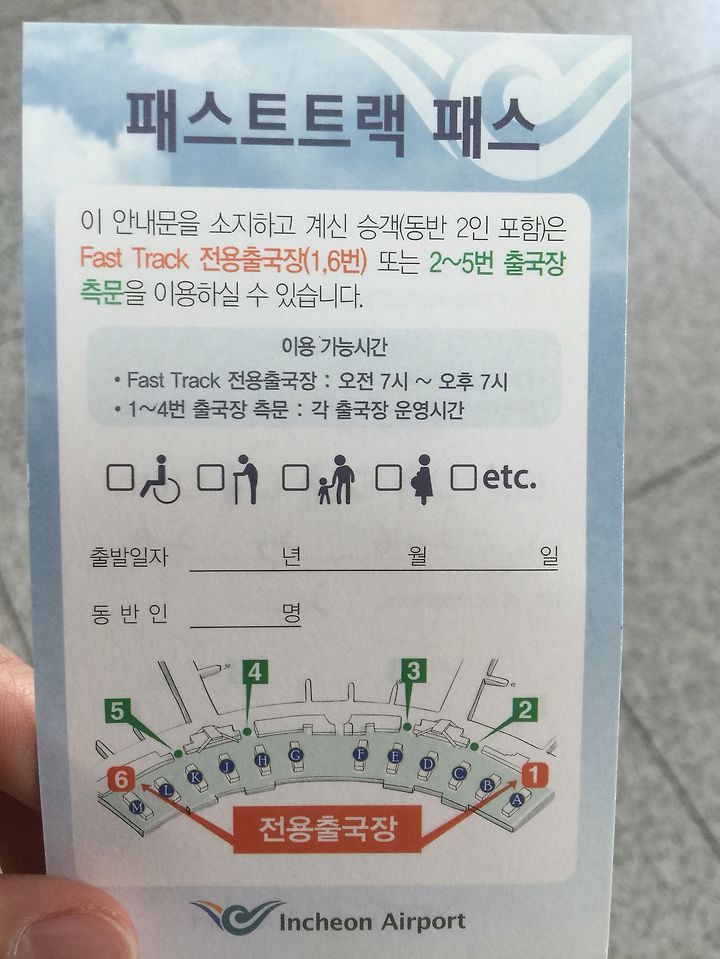 패스트트랙 패스
이 안내문을 소지하고 계신 승객(동반 2인 포함)은
Fast Track 전용출국장(1,6번) 또는 2~5번 출국장
측문을 이용하실 수 있습니다.
이용 가능시간
• Fast Track 전용출국장 : 오전 7시 ~ 오후 7시
• 1~4번 출국장 측문 : 각 출국장 운영시간
etc.
출발일자 년 월 일
동 반 인 명
4 3
5 2
6 1
M L K J H G F E D C B A
전용출국장
Incheon Airport